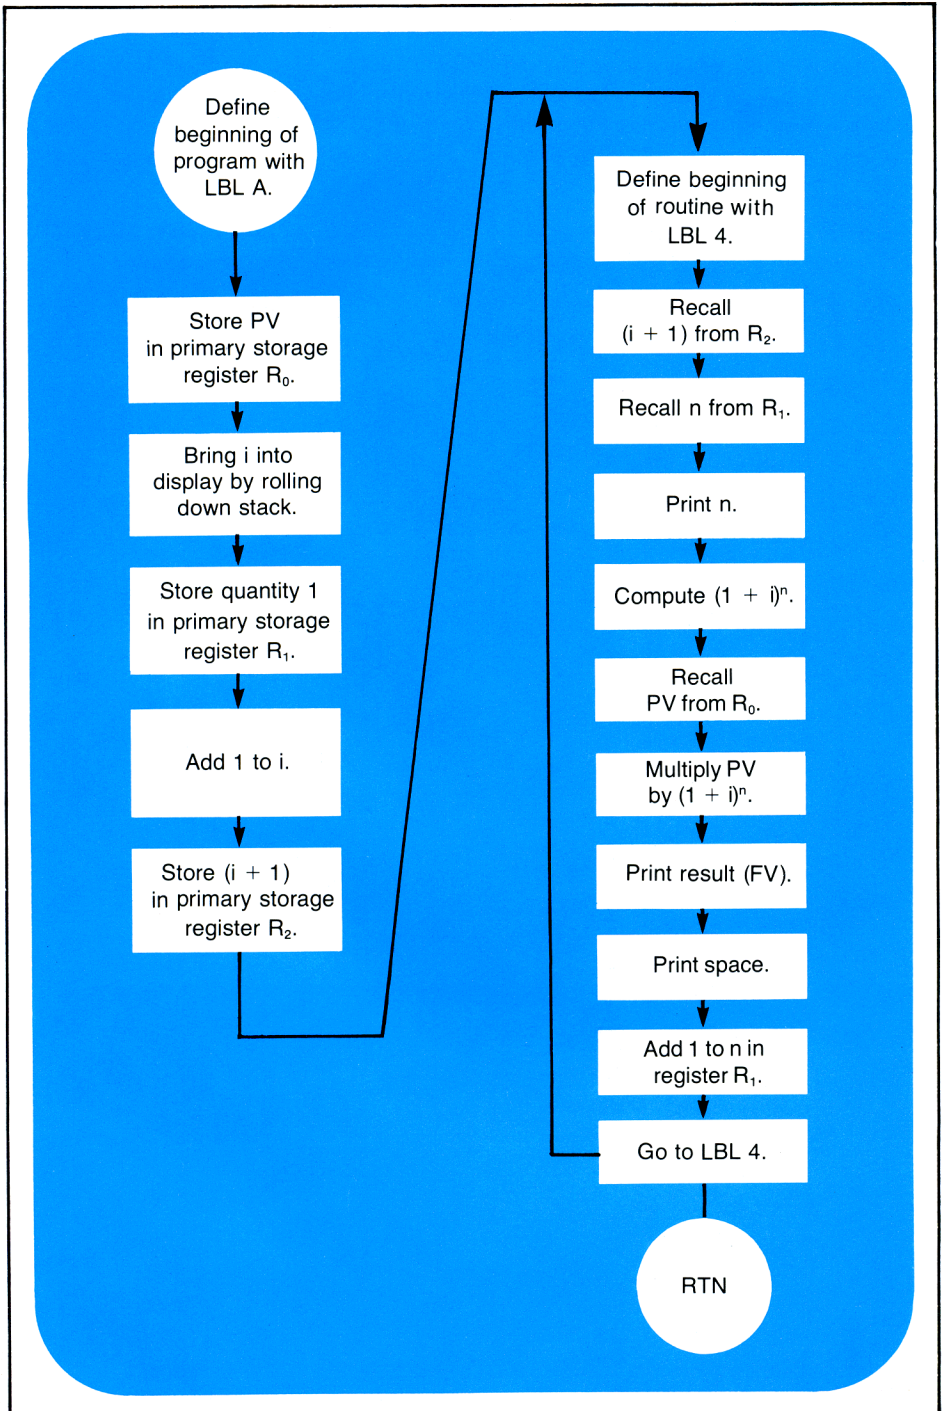 Define
beginning of
program with
LBL A.
Store PV
in primary storage
register R₀.
Bring i into
display by rolling
down stack.
Store quantity 1
in primary storage
register R₁.
Add 1 to i.
Store (i + 1)
in primary storage
register R₂.
Define beginning
of routine with
LBL 4.
Recall
(i + 1) from R₂.
Recall n from R₁.
Print n.
Compute (1 + i)ⁿ.
Recall
PV from R₀.
Multiply PV
by (1 + i)ⁿ.
Print result (FV).
Print space.
Add 1 to n in
register R₁.
Go to LBL 4.
RTN